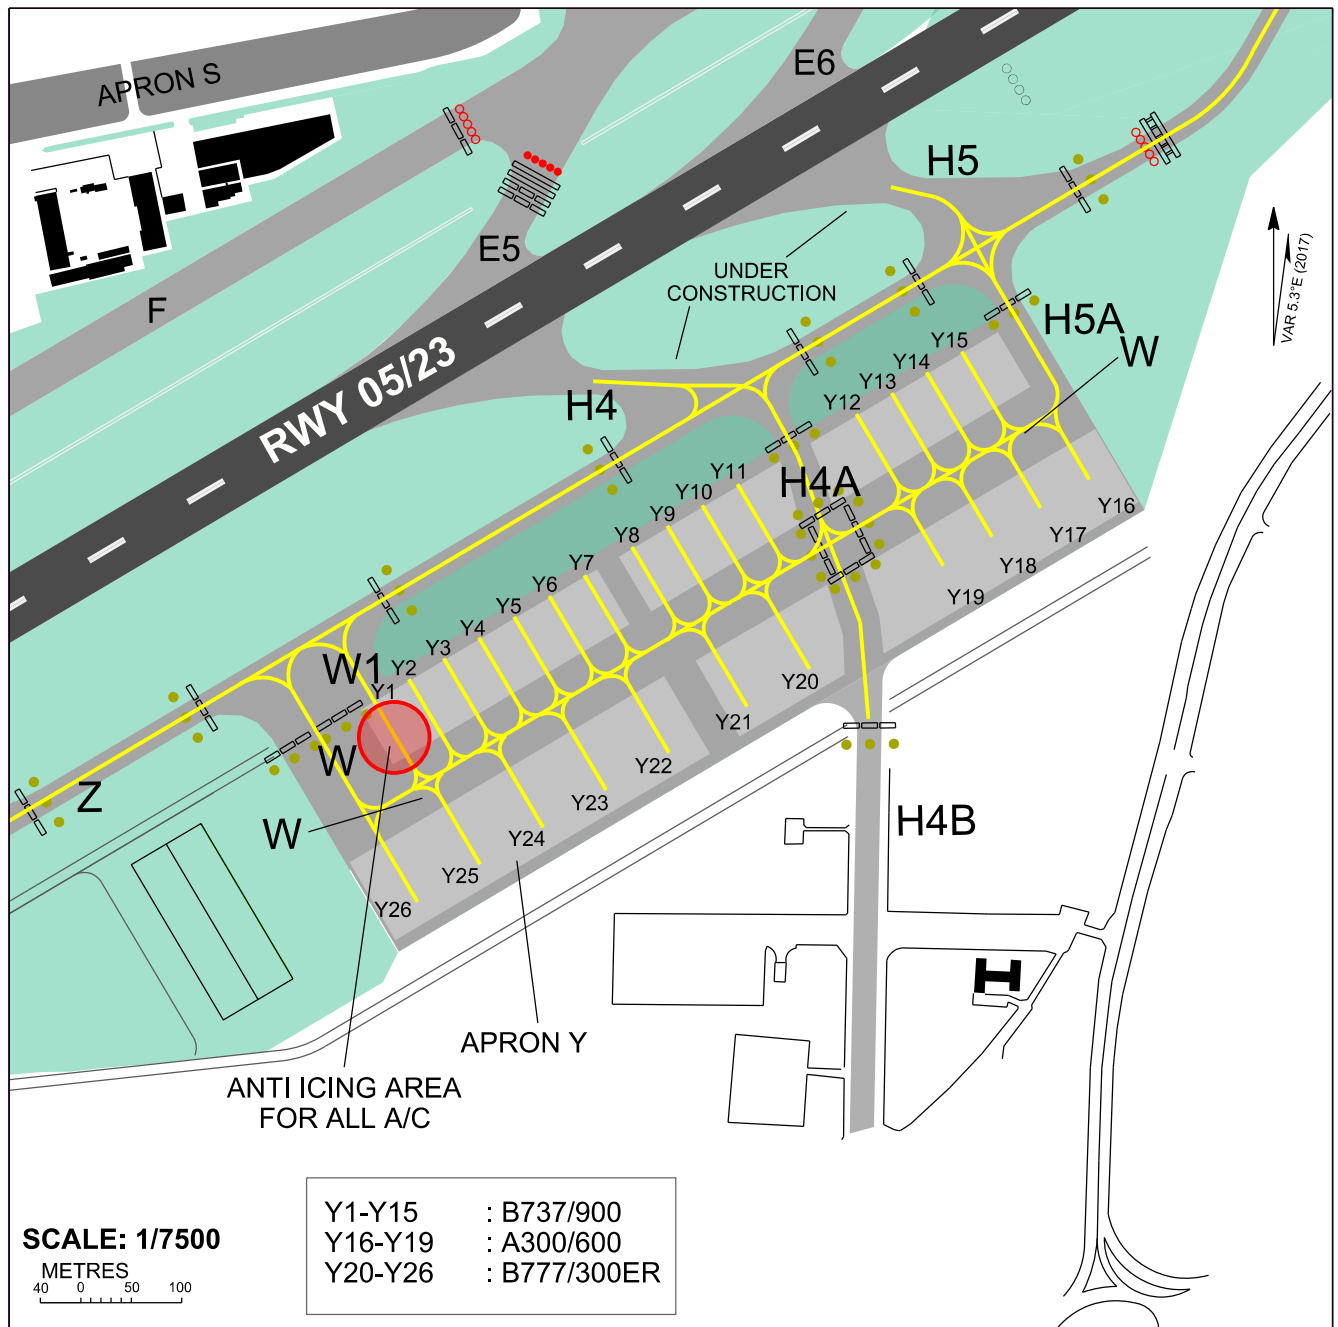 APRON S
E6
H5
E5
F
UNDER
CONSTRUCTION
VAR 5.3°E (2017)
H5A
W
RWY 05/23
H4
Y15
Y14
Y13
Y12
H4A
Y11
Y10
Y9
Y8
Y7
Y6
Y5
Y4
Y3
Y2
Y1
W1
W
W
Z
Y16
Y17
Y18
Y19
Y20
Y21
Y22
Y23
Y24
Y25
Y26
H4B
APRON Y
ANTI ICING AREA
FOR ALL A/C
Y1-Y15 : B737/900
Y16-Y19 : A300/600
Y20-Y26 : B777/300ER
SCALE: 1/7500
METRES
40 0 50 100